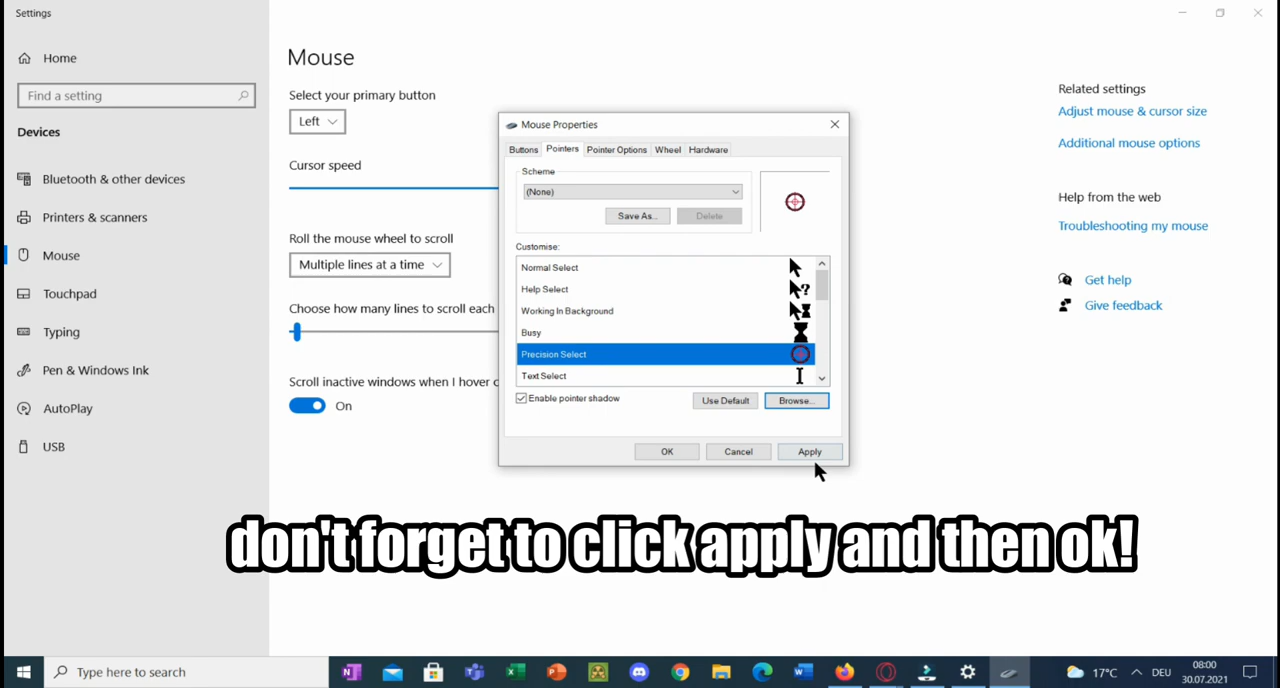 Settings
Home
Find a setting
Devices
Bluetooth & other devices
Printers & scanners
Mouse
Touchpad
Typing
Pen & Windows Ink
AutoPlay
USB
Mouse
Select your primary button
Left
Cursor speed
Roll the mouse wheel to scroll
Multiple lines at a time
Choose how many lines to scroll each
Scroll inactive windows when I hover
On
Mouse Properties
Buttons Pointers Pointer Options Wheel Hardware
Scheme
(None)
Save As... Delete
Customise:
Normal Select
Help Select
Working In Background
Busy
Precision Select
Text Select
Enable pointer shadow
Use Default Browse...
OK Cancel Apply
Related settings
Adjust mouse & cursor size
Additional mouse options
Help from the web
Troubleshooting my mouse
Get help
Give feedback
don't forget to click apply and then ok!
Type here to search
17°C DEU
08:00
30.07.2021